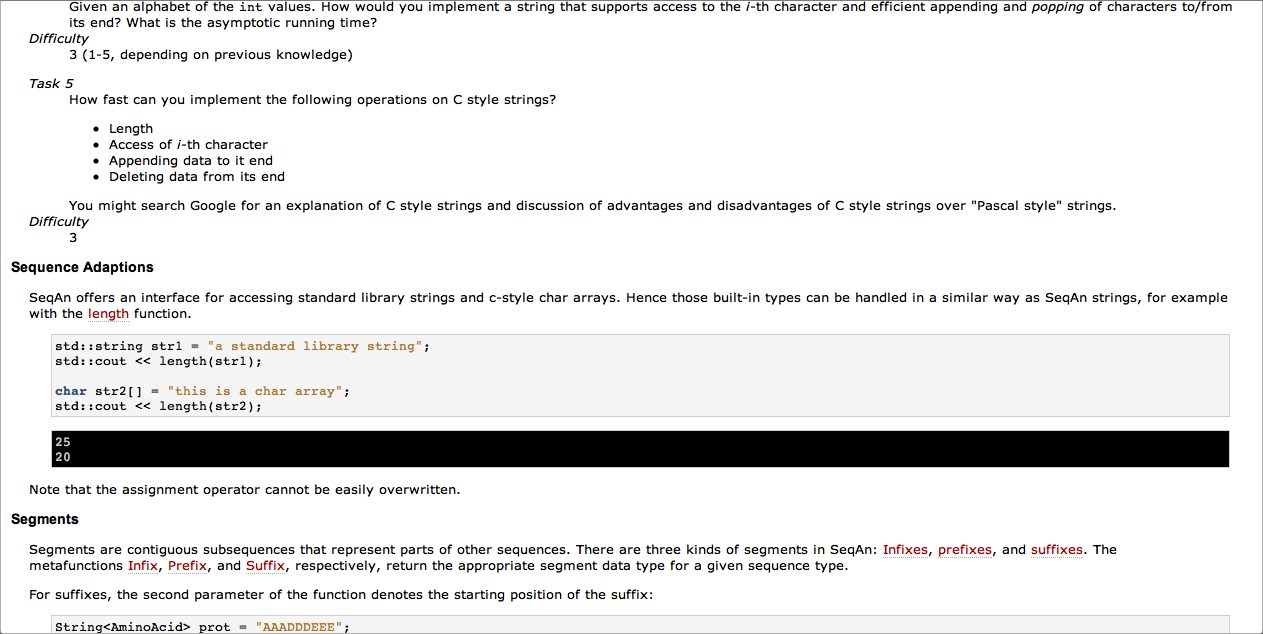 Given an alphabet of the int values. How would you implement a string that supports access to the i-th character and efficient appending and popping of characters to/from
its end? What is the asymptotic running time?
Difficulty
3 (1-5, depending on previous knowledge)
Task 5
How fast can you implement the following operations on C style strings?
• Length
• Access of i-th character
• Appending data to it end
• Deleting data from its end
You might search Google for an explanation of C style strings and discussion of advantages and disadvantages of C style strings over "Pascal style" strings.
Difficulty
3
Sequence Adaptions
SeqAn offers an interface for accessing standard library strings and c-style char arrays. Hence those built-in types can be handled in a similar way as SeqAn strings, for example
with the length function.
std::string str1 = "a standard library string";
std::cout << length(str1);
char str2[] = "this is a char array";
std::cout << length(str2);
25
20
Note that the assignment operator cannot be easily overwritten.
Segments
Segments are contiguous subsequences that represent parts of other sequences. There are three kinds of segments in SeqAn: Infixes, prefixes, and suffixes. The
metafunctions Infix, Prefix, and Suffix, respectively, return the appropriate segment data type for a given sequence type.
For suffixes, the second parameter of the function denotes the starting position of the suffix:
String<AminoAcid> prot = "AAADDDEEE";